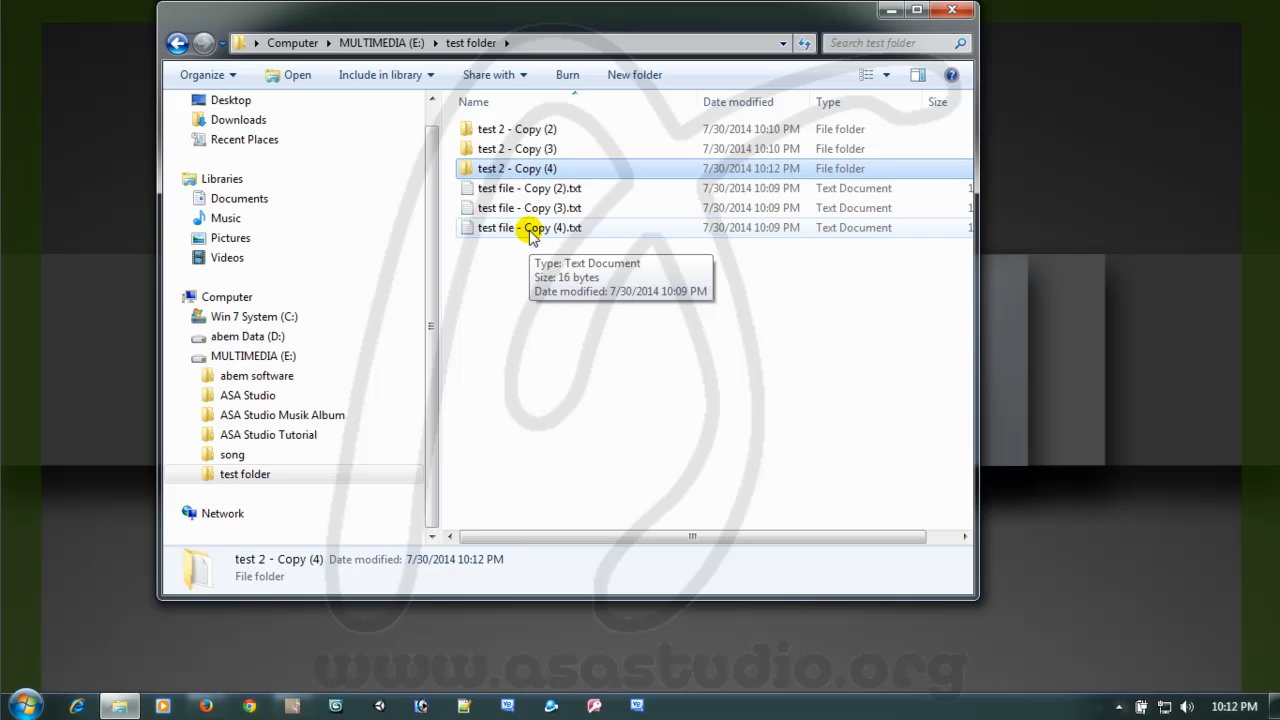 Computer MULTIMEDIA (E:) test folder Search test folder
Organize Open Include in library Share with Burn New folder
Desktop
Downloads
Recent Places
Libraries
Documents
Music
Pictures
Videos
Computer
Win 7 System (C:)
abem Data (D:)
MULTIMEDIA (E:)
abem software
ASA Studio
ASA Studio Musik Album
ASA Studio Tutorial
song
test folder
Network
Name Date modified Type Size
test 2 - Copy (2) 7/30/2014 10:10 PM File folder
test 2 - Copy (3) 7/30/2014 10:10 PM File folder
test 2 - Copy (4) 7/30/2014 10:12 PM File folder
test file - Copy (2).txt 7/30/2014 10:09 PM Text Document 1
test file - Copy (3).txt 7/30/2014 10:09 PM Text Document 1
test file - Copy (4).txt 7/30/2014 10:09 PM Text Document 1
Type: Text Document
Size: 16 bytes
Date modified: 7/30/2014 10:09 PM
test 2 - Copy (4) Date modified: 7/30/2014 10:12 PM
File folder
www.asastudio.org
10:12 PM